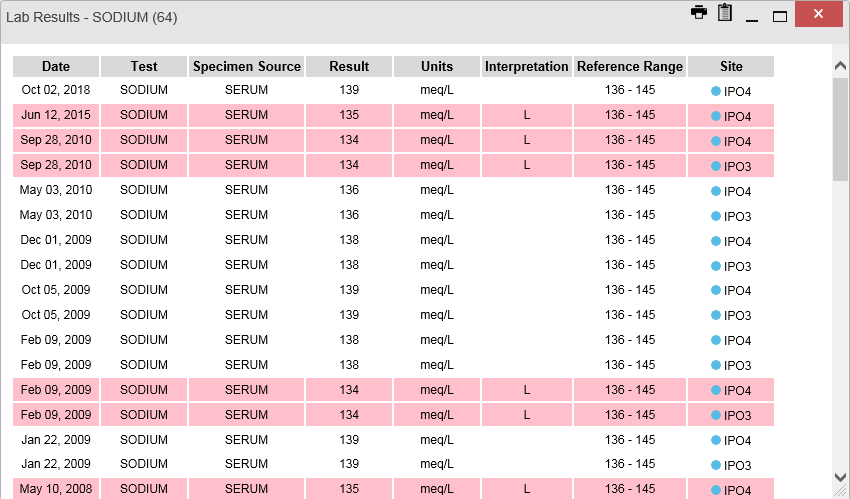 Lab Results - SODIUM (64)
Date Test Specimen Source Result Units Interpretation Reference Range Site
Oct 02, 2018 SODIUM SERUM 139 meq/L 136 - 145 IPO4
Jun 12, 2015 SODIUM SERUM 135 meq/L L 136 - 145 IPO4
Sep 28, 2010 SODIUM SERUM 134 meq/L L 136 - 145 IPO4
Sep 28, 2010 SODIUM SERUM 134 meq/L L 136 - 145 IPO3
May 03, 2010 SODIUM SERUM 136 meq/L 136 - 145 IPO4
May 03, 2010 SODIUM SERUM 136 meq/L 136 - 145 IPO3
Dec 01, 2009 SODIUM SERUM 138 meq/L 136 - 145 IPO4
Dec 01, 2009 SODIUM SERUM 138 meq/L 136 - 145 IPO3
Oct 05, 2009 SODIUM SERUM 139 meq/L 136 - 145 IPO4
Oct 05, 2009 SODIUM SERUM 139 meq/L 136 - 145 IPO3
Feb 09, 2009 SODIUM SERUM 138 meq/L 136 - 145 IPO4
Feb 09, 2009 SODIUM SERUM 138 meq/L 136 - 145 IPO3
Feb 09, 2009 SODIUM SERUM 134 meq/L L 136 - 145 IPO4
Feb 09, 2009 SODIUM SERUM 134 meq/L L 136 - 145 IPO3
Jan 22, 2009 SODIUM SERUM 139 meq/L 136 - 145 IPO4
Jan 22, 2009 SODIUM SERUM 139 meq/L 136 - 145 IPO3
May 10, 2008 SODIUM SERUM 135 meq/L L 136 - 145 IPO4